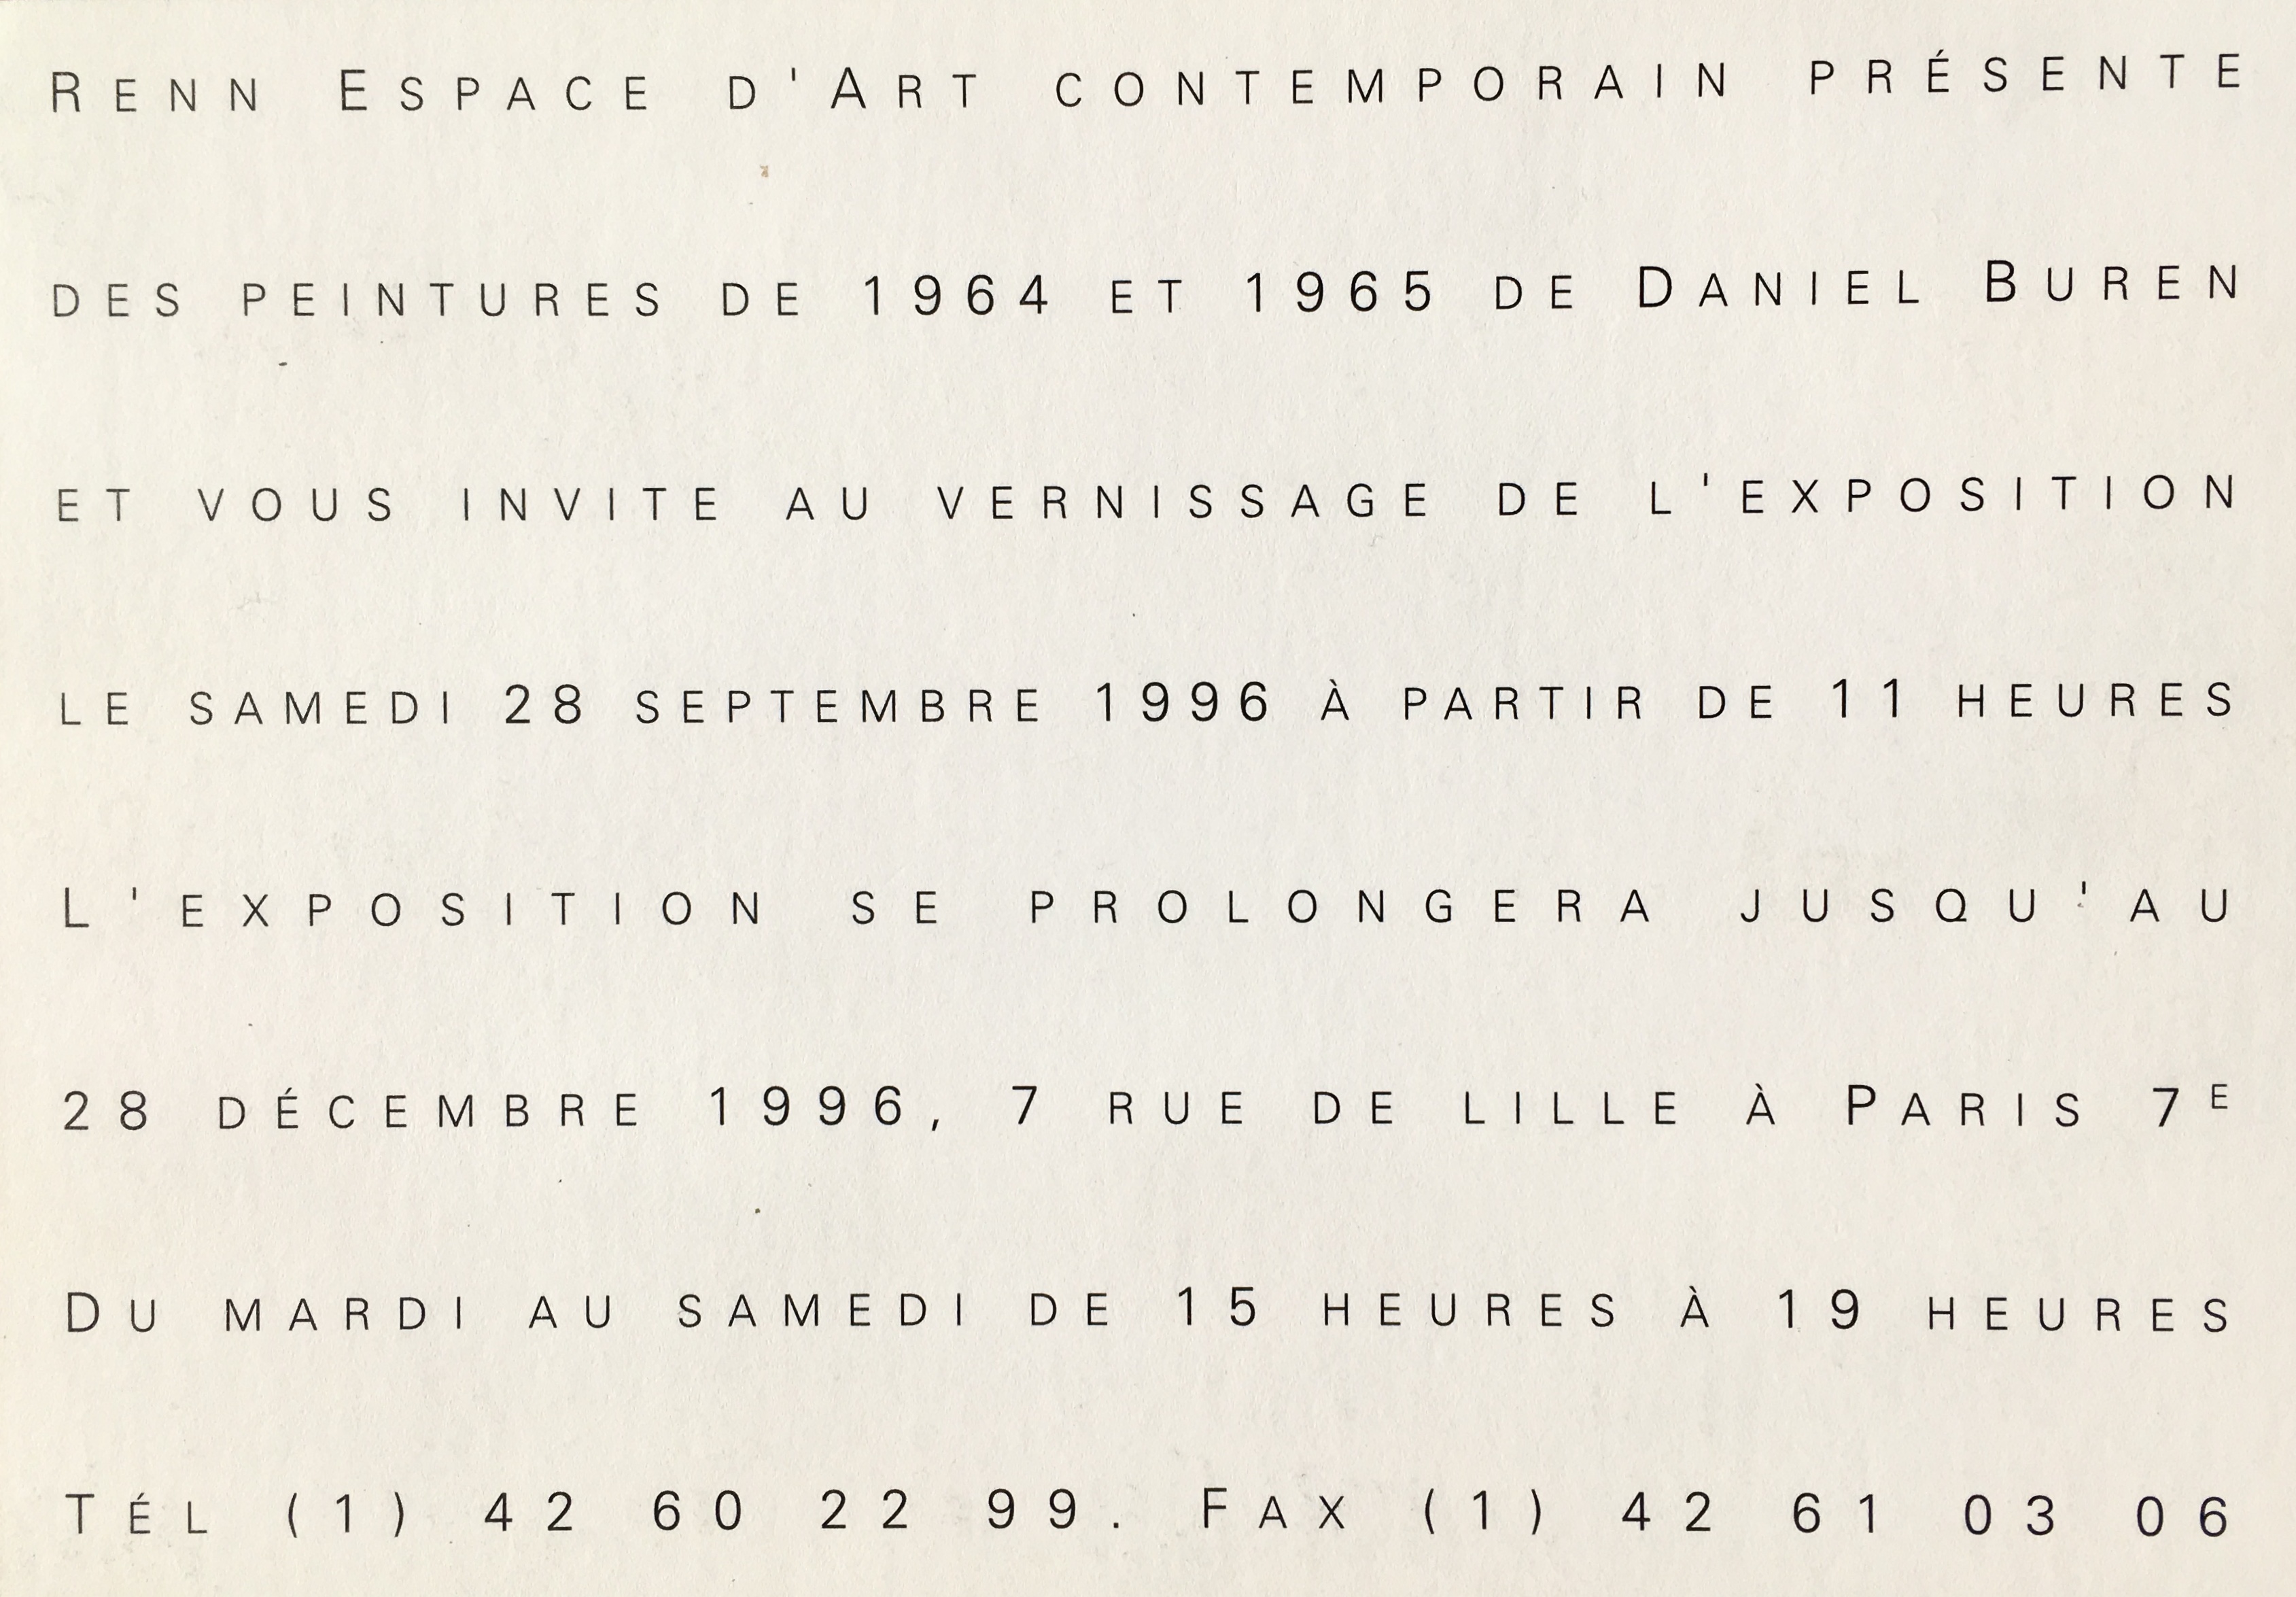 Renn Espace d'Art contemporain présente
des peintures de 1964 et 1965 de Daniel Buren
et vous invite au vernissage de l'exposition
le samedi 28 septembre 1996 à partir de 11 heures
L'exposition se prolongera jusqu'au
28 décembre 1996, 7 rue de lille à Paris 7e
Du mardi au samedi de 15 heures à 19 heures
Tél (1) 42 60 22 99. Fax (1) 42 61 03 06